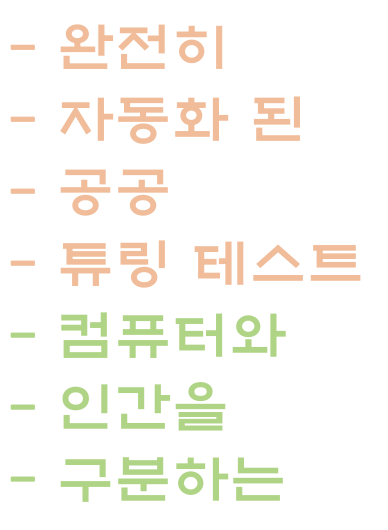 - 완전히
- 자동화 된
- 공공
- 튜링 테스트
- 컴퓨터와
- 인간을
- 구분하는